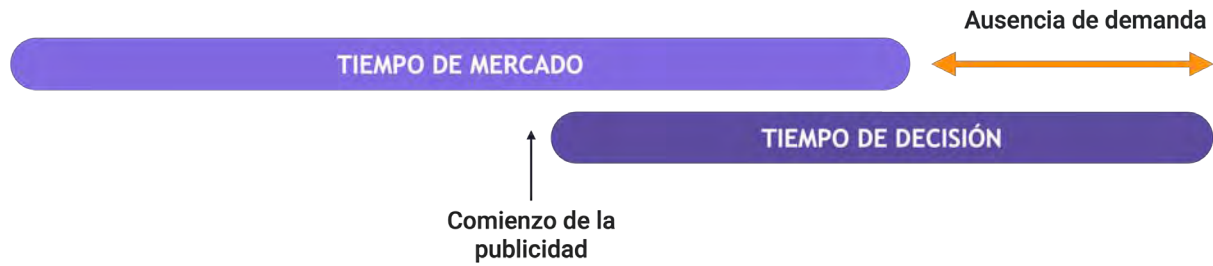 Ausencia de demanda
TIEMPO DE MERCADO
TIEMPO DE DECISIÓN
Comienzo de la
publicidad